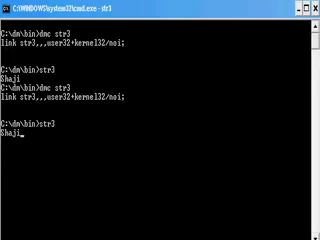 C:\WINDOWS\system32\cmd.exe - str3
C:\dm\bin>dmc str3
link str3,,,user32+kernel32/noi;
C:\dm\bin>str3
Shaji
C:\dm\bin>dmc str3
link str3,,,user32+kernel32/noi;
C:\dm\bin>str3
Shaji_